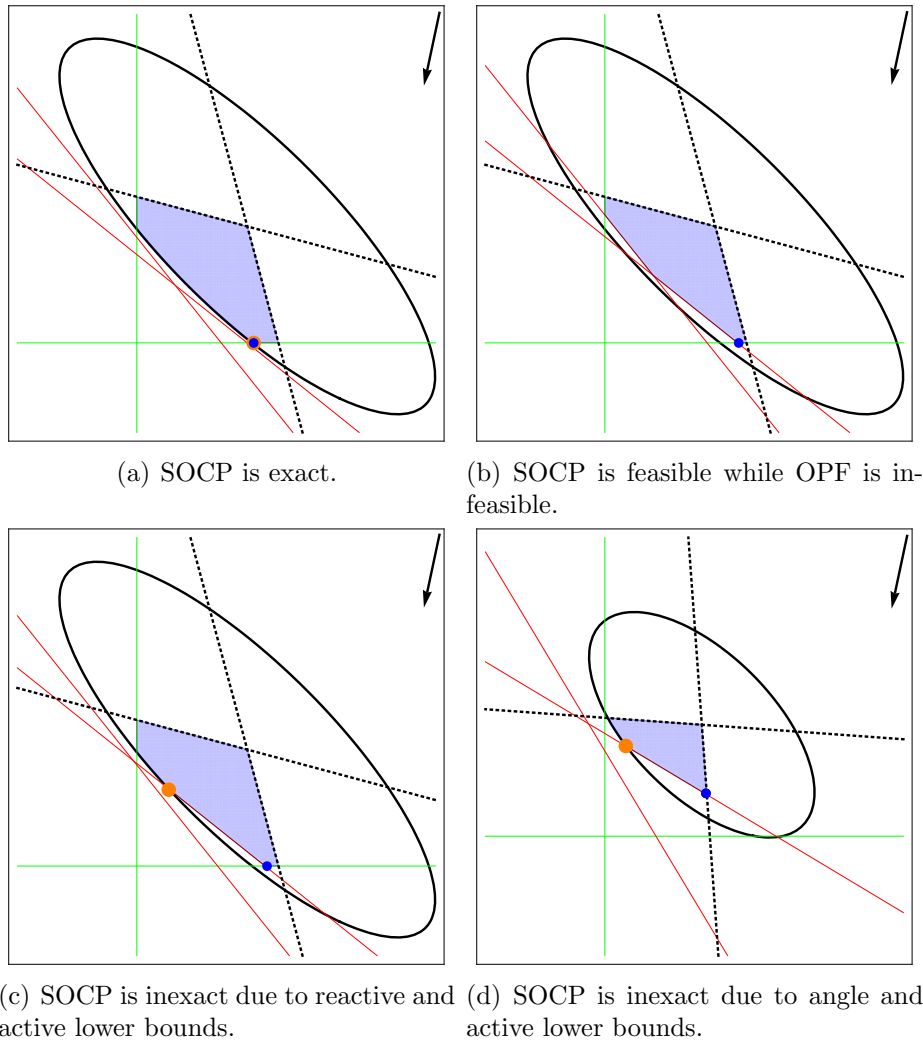 (a) SOCP is exact.
(b) SOCP is feasible while OPF is in-
feasible.
(c) SOCP is inexact due to reactive and
active lower bounds.
(d) SOCP is inexact due to angle and
active lower bounds.